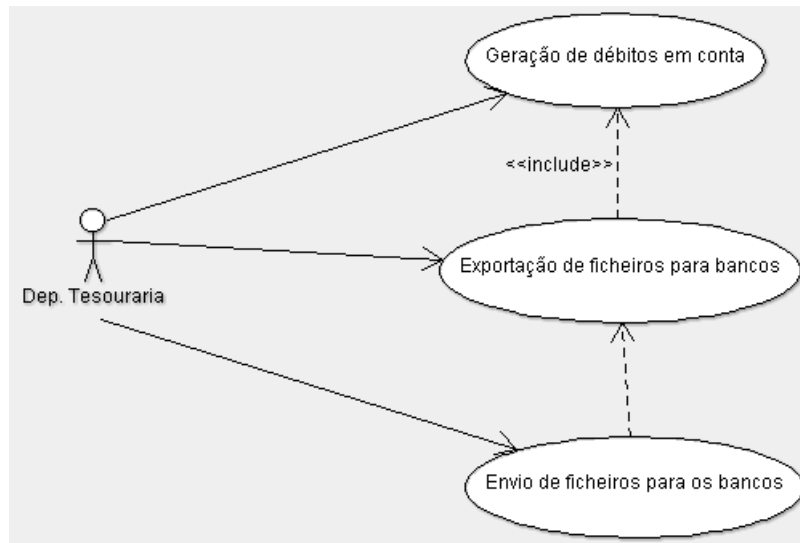 Geração de débitos em conta
<<include>>
Exportação de ficheiros para bancos
Dep. Tesouraria
Envio de ficheiros para os bancos